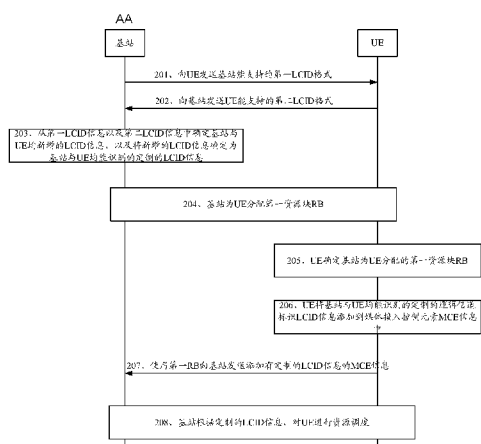 AA
基站
UE
201、向UE发送基站能支持的第一LCID格式
202、向基站发送UE能支持的第二LCID格式
203、从第一LCID信息以及第二LCID信息中确定基站与
UE均新增的LCID信息，以及将新增的LCID信息确定为
基站与UE均能识别的定制的LCID信息
204、基站为UE分配第一资源块RB
205、UE确定基站为UE分配的第一资源块RB
206、UE将基站与UE均能识别的定制的逻辑信道
标识LCID信息添加到媒体接入控制元素MCE信息
中
207、使用第一RB向基站发送添加有定制的LCID信息的MCE信息
208、基站根据定制的LCID信息，对UE进行资源调度